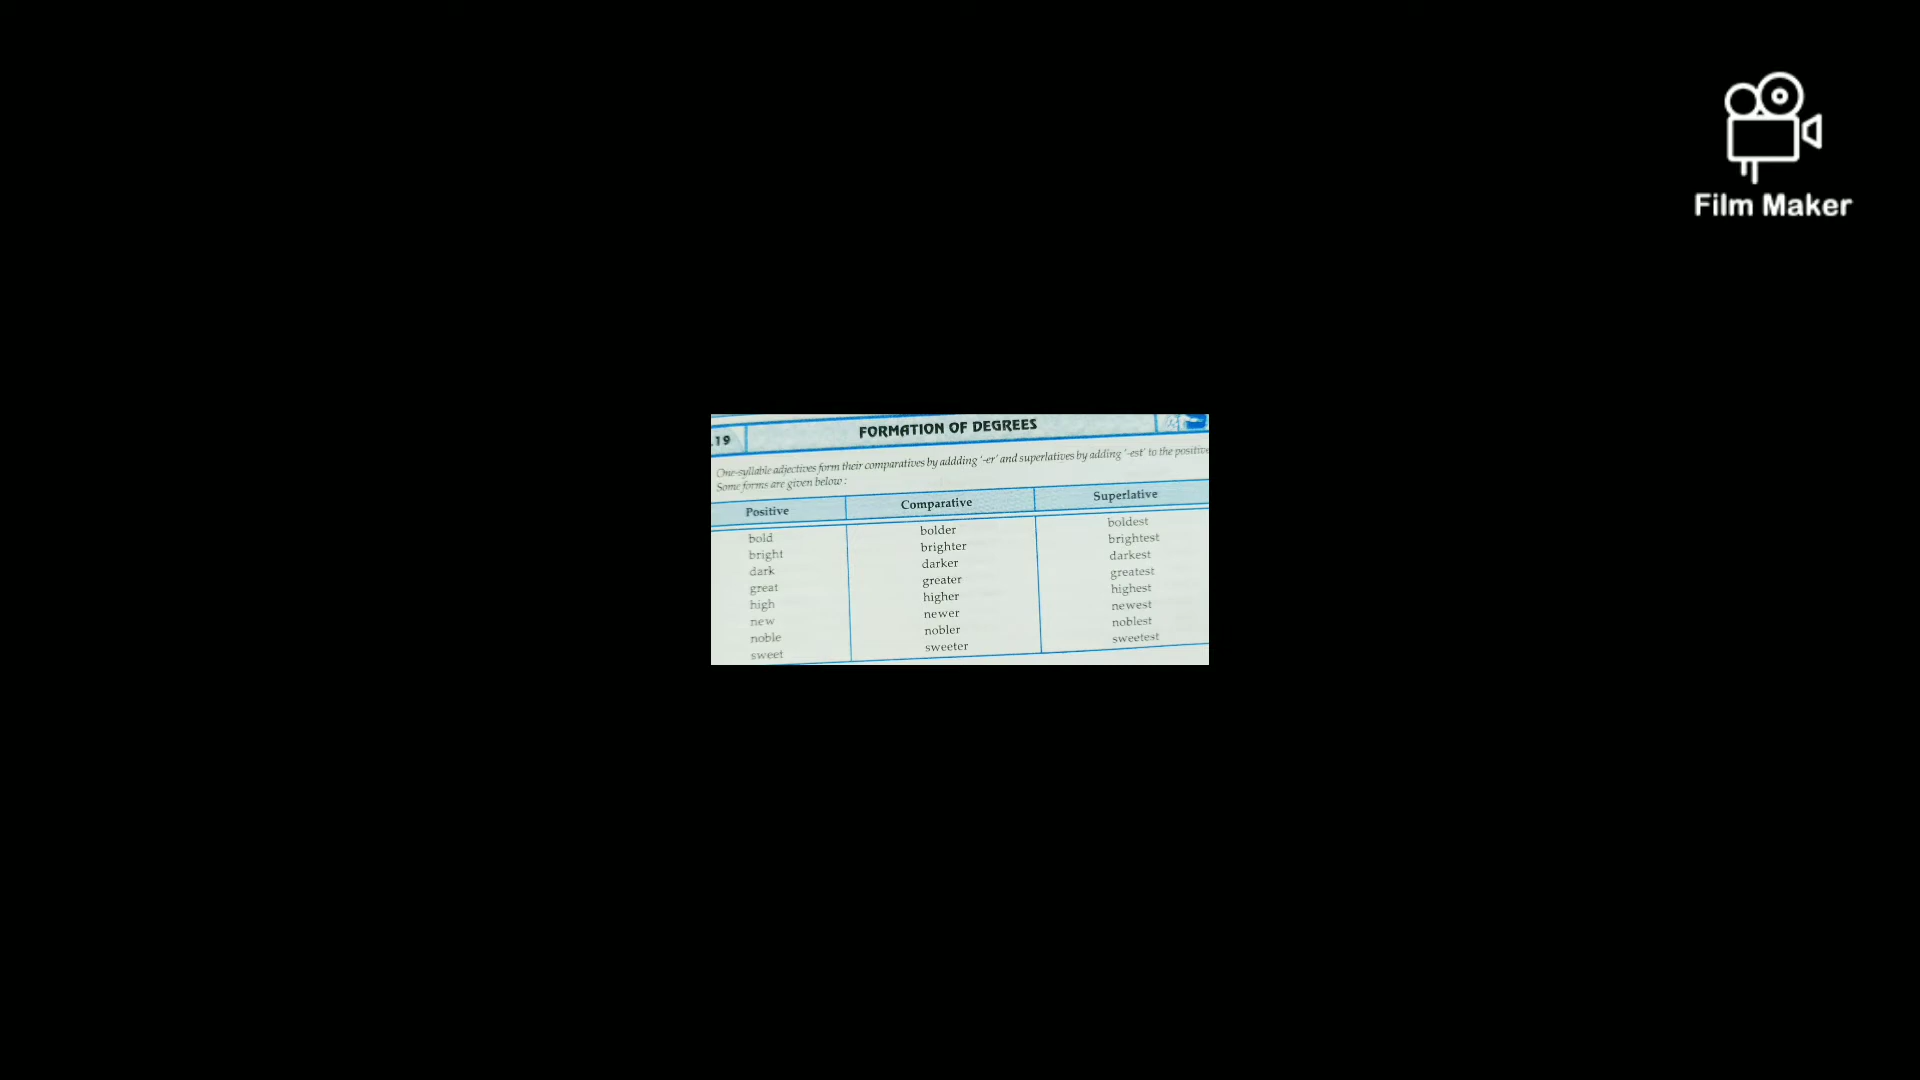 Film Maker
.19
FORMATION OF DEGREES
One-syllable adjectives form their comparatives by addding '-er' and superlatives by adding '-est' to the positive
Some forms are given below :
Positive Comparative Superlative
bold bolder boldest
bright brighter brightest
dark darker darkest
great greater greatest
high higher highest
new newer newest
noble nobler noblest
sweet sweeter sweetest